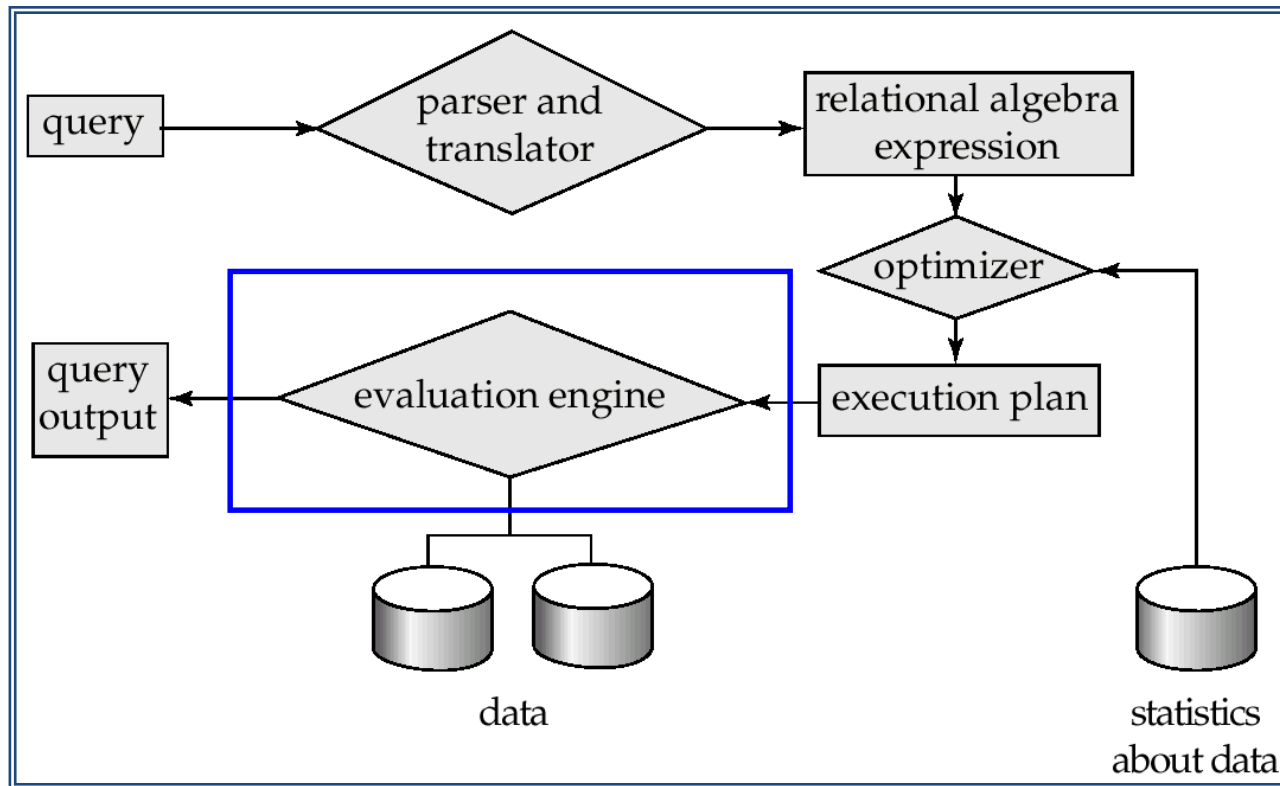 query
parser and
translator
relational algebra
expression
optimizer
query
output
evaluation engine
execution plan
data
statistics
about data